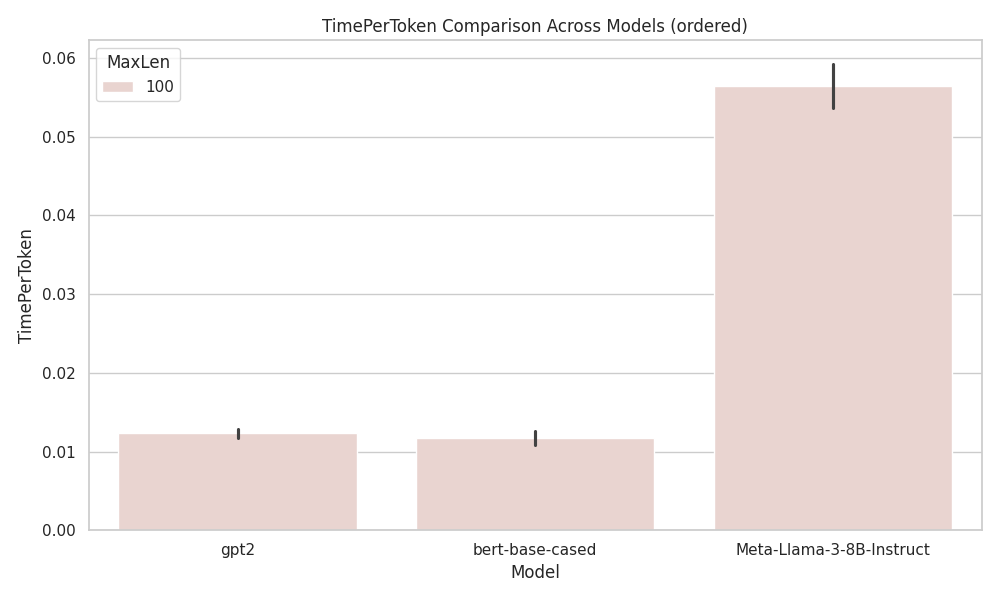 TimePerToken Comparison Across Models (ordered)
MaxLen
100
TimePerToken
0.06
0.05
0.04
0.03
0.02
0.01
0.00
gpt2
bert-base-cased
Meta-Llama-3-8B-Instruct
Model